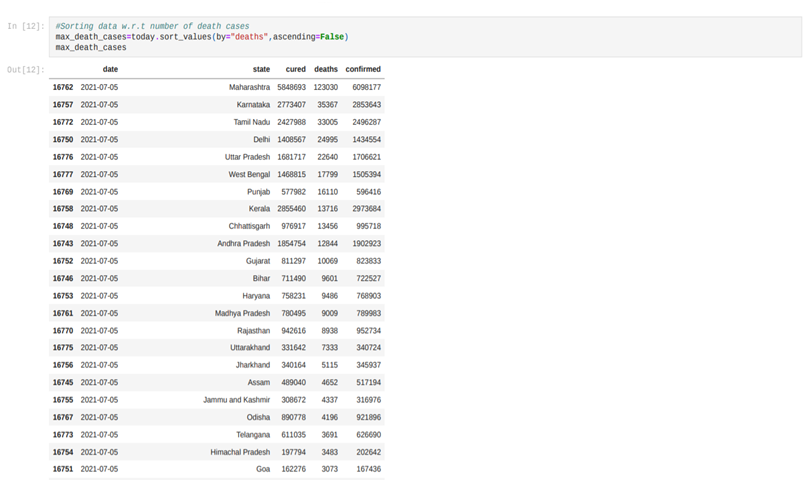 In [12]: #Sorting data w.r.t number of death cases
max_death_cases=today.sort_values(by="deaths",ascending=False)
max_death_cases
Out[12]: date state cured deaths confirmed
16762 2021-07-05 Maharashtra 5848693 123030 6098177
16757 2021-07-05 Karnataka 2773407 35367 2853643
16772 2021-07-05 Tamil Nadu 2427988 33005 2496287
16750 2021-07-05 Delhi 1408567 24995 1434554
16776 2021-07-05 Uttar Pradesh 1681717 22640 1706621
16777 2021-07-05 West Bengal 1468815 17799 1505394
16769 2021-07-05 Punjab 577982 16110 596416
16758 2021-07-05 Kerala 2855460 13716 2973684
16748 2021-07-05 Chhattisgarh 976917 13456 995718
16743 2021-07-05 Andhra Pradesh 1854754 12844 1902923
16752 2021-07-05 Gujarat 811297 10069 823833
16746 2021-07-05 Bihar 711490 9601 722527
16753 2021-07-05 Haryana 758231 9486 768903
16761 2021-07-05 Madhya Pradesh 780495 9009 789983
16770 2021-07-05 Rajasthan 942616 8938 952734
16775 2021-07-05 Uttarakhand 331642 7333 340724
16756 2021-07-05 Jharkhand 340164 5115 345937
16745 2021-07-05 Assam 489040 4652 517194
16755 2021-07-05 Jammu and Kashmir 308672 4337 316976
16767 2021-07-05 Odisha 890778 4196 921896
16773 2021-07-05 Telangana 611035 3691 626690
16754 2021-07-05 Himachal Pradesh 197794 3483 202642
16751 2021-07-05 Goa 162276 3073 167436